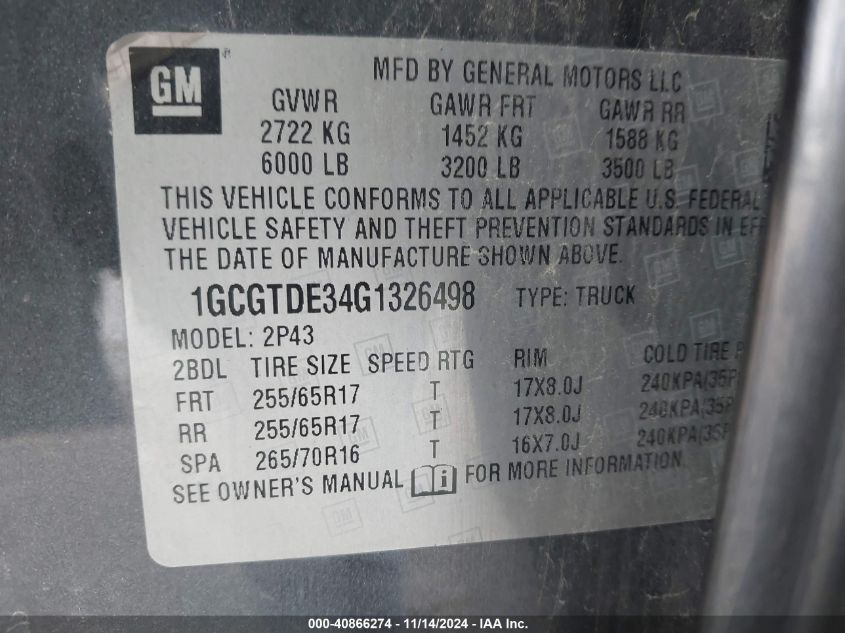 GM
MFD BY GENERAL MOTORS LLC
GVWR GAWR FRT GAWR RR
2722 KG 1452 KG 1588 KG
6000 LB 3200 LB 3500 LB
THIS VEHICLE CONFORMS TO ALL APPLICABLE U.S. FEDERAL
VEHICLE SAFETY AND THEFT PREVENTION STANDARDS IN EFF
THE DATE OF MANUFACTURE SHOWN ABOVE.
1GCGTDE34G1326498 TYPE: TRUCK
MODEL: 2P43
2BDL TIRE SIZE SPEED RTG RIM COLD TIRE
FRT 255/65R17 T 17X8.0J 240KPA(35P
RR 255/65R17 T 17X8.0J 240KPA(35P
SPA 265/70R16 T 16X7.0J 240KPA(35P
SEE OWNER'S MANUAL i FOR MORE INFORMATION.
000-40866274 - 11/14/2024 - IAA Inc.